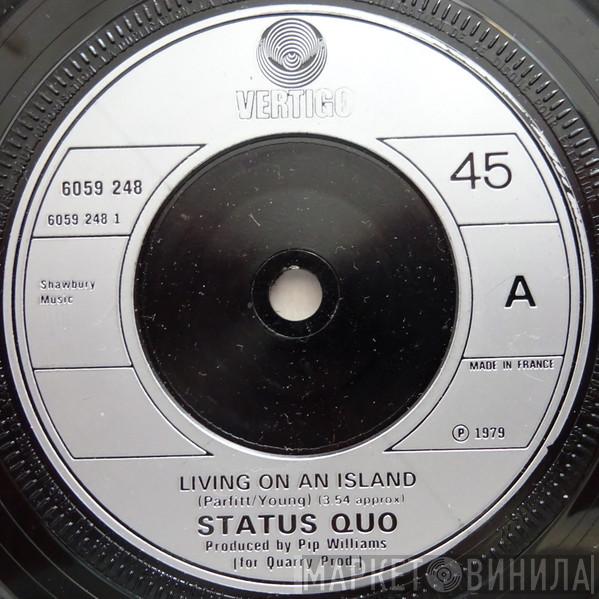 VERTIGO
6059 248
6059 248 1
45
Shawbury
Music
A
MADE IN FRANCE
℗ 1979
LIVING ON AN ISLAND
(Parfitt/Young) (3.54 approx)
STATUS QUO
Produced by Pip Williams
(for Quarry Prod.
МАРКЕТ ВИНИЛА